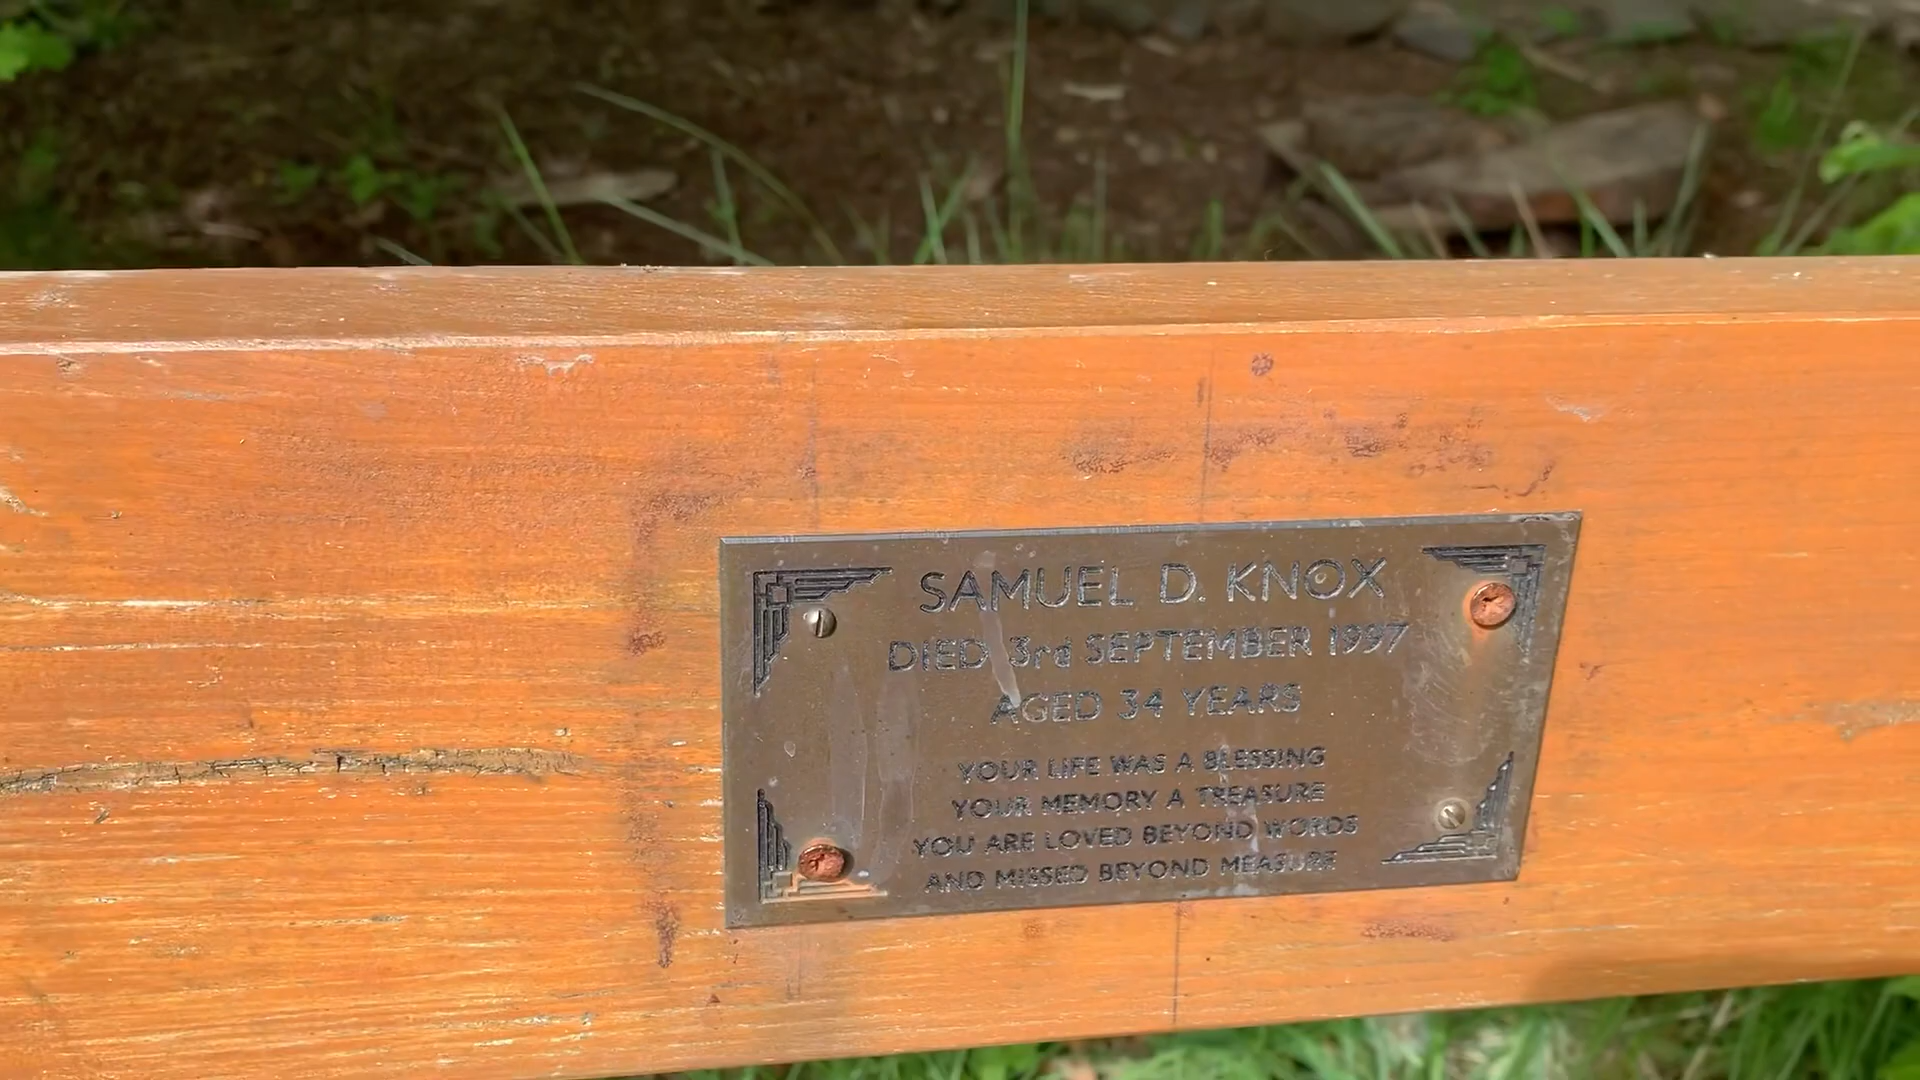 SAMUEL D. KNOX
DIED 3rd SEPTEMBER 1997
AGED 34 YEARS
YOUR LIFE WAS A BLESSING
YOUR MEMORY A TREASURE
YOU ARE LOVED BEYOND WORDS
AND MISSED BEYOND MEASURE